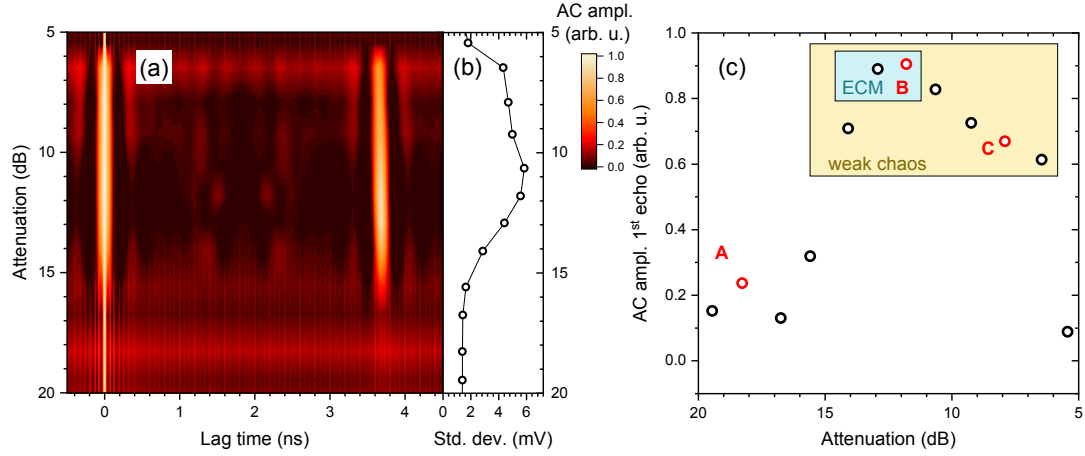 (a)
(b)
(c)
AC ampl.
(arb. u.)
1.0
0.8
0.6
0.4
0.2
0.0
5
10
15
20
Attenuation (dB)
0 1 2 3 4
Lag time (ns)
5
10
15
20
0 2 4 6
Std. dev. (mV)
1.0
0.8
0.6
0.4
0.2
0.0
AC ampl. 1st echo (arb. u.)
ECM B
C
weak chaos
A
20 15 10 5
Attenuation (dB)